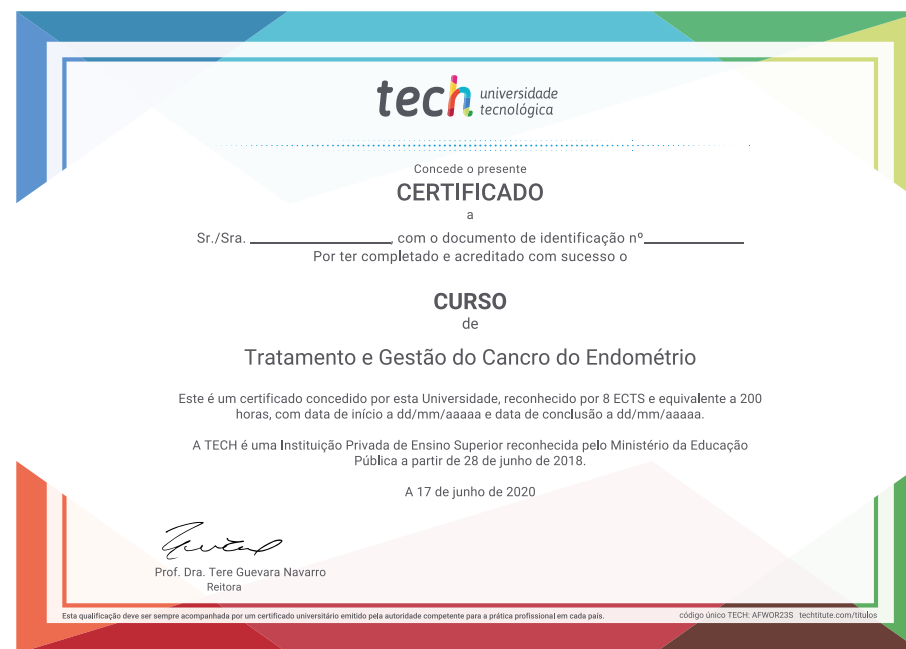 tech universidade
tecnológica
Concede o presente
CERTIFICADO
a
Sr./Sra. ____________________, com o documento de identificação nº______________
Por ter completado e acreditado com sucesso o
CURSO
de
Tratamento e Gestão do Cancro do Endométrio
Este é um certificado concedido por esta Universidade, reconhecido por 8 ECTS e equivalente a 200
horas, com data de início a dd/mm/aaaaa e data de conclusão a dd/mm/aaaaa.
A TECH é uma Instituição Privada de Ensino Superior reconhecida pelo Ministério da Educação
Pública a partir de 28 de junho de 2018.
A 17 de junho de 2020
Prof. Dra. Tere Guevara Navarro
Reitora
Esta qualificação deve ser sempre acompanhada por um certificado universitário emitido pela autoridade competente para a prática profissional em cada país.
código único TECH: AFWOR23S techtitute.com/titulos